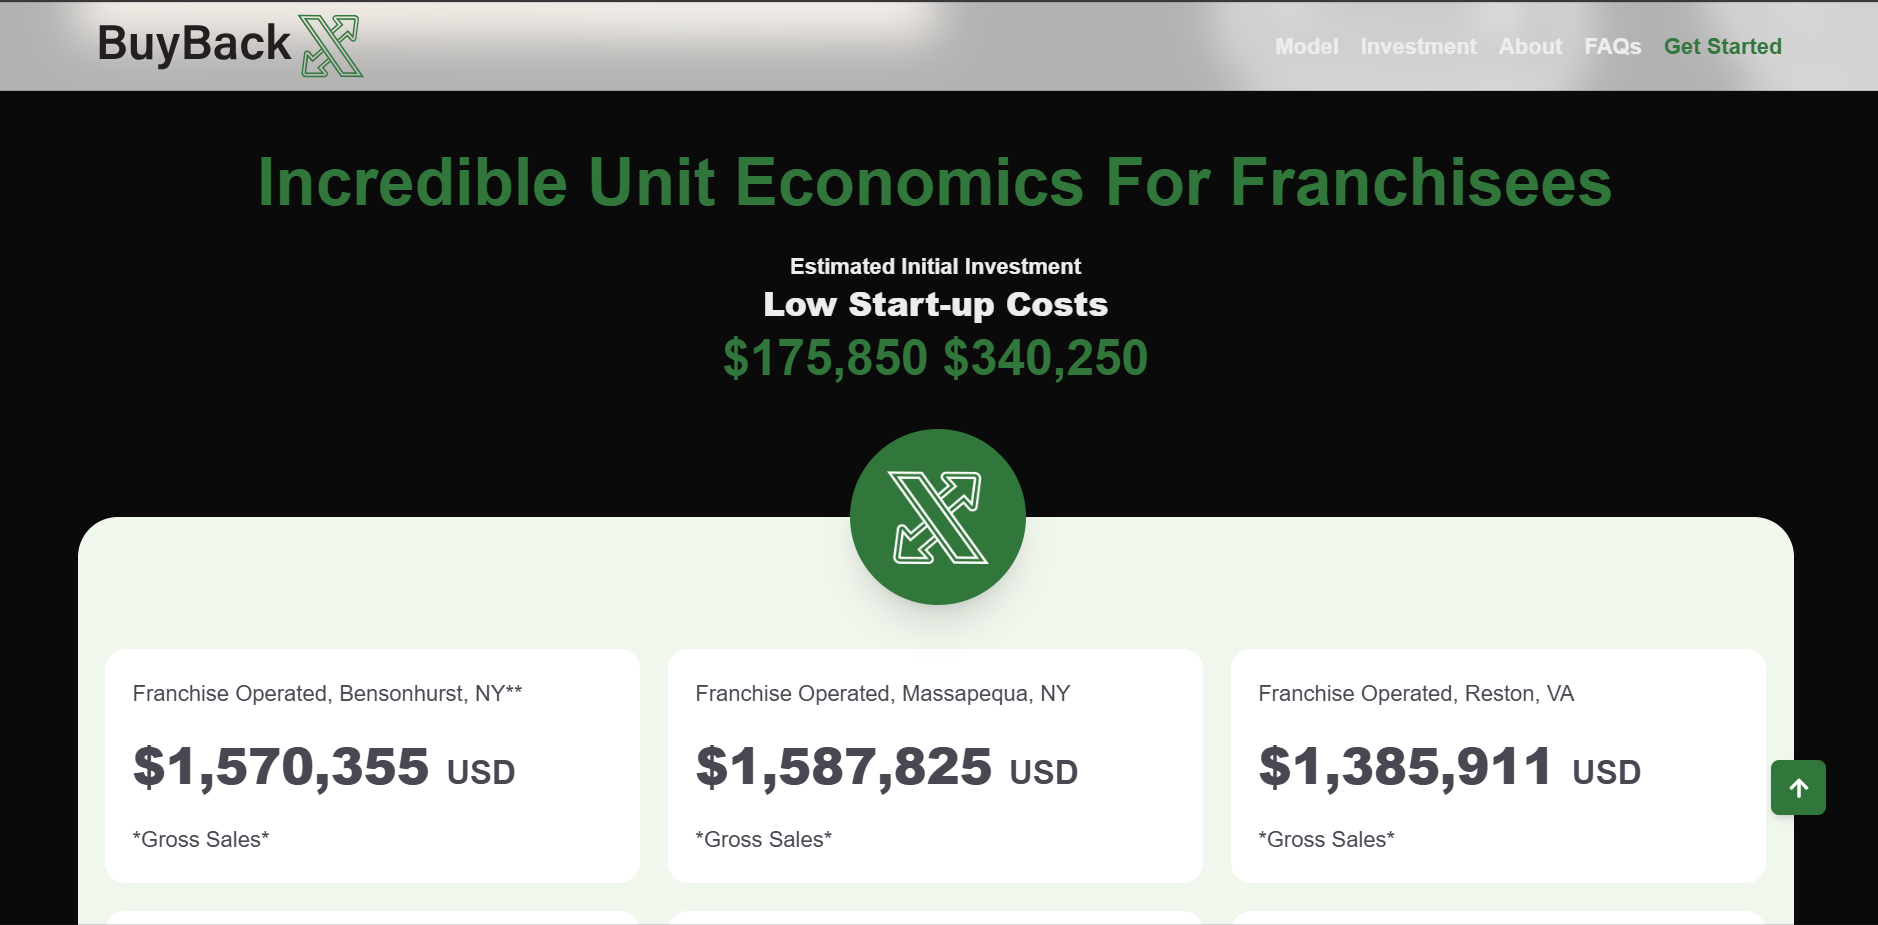 BuyBack X
Model Investment About FAQs Get Started
Incredible Unit Economics For Franchisees
Estimated Initial Investment
Low Start-up Costs
$175,850 $340,250
X
Franchise Operated, Bensonhurst, NY**
$1,570,355 USD
*Gross Sales*
Franchise Operated, Massapequa, NY
$1,587,825 USD
*Gross Sales*
Franchise Operated, Reston, VA
$1,385,911 USD
*Gross Sales*